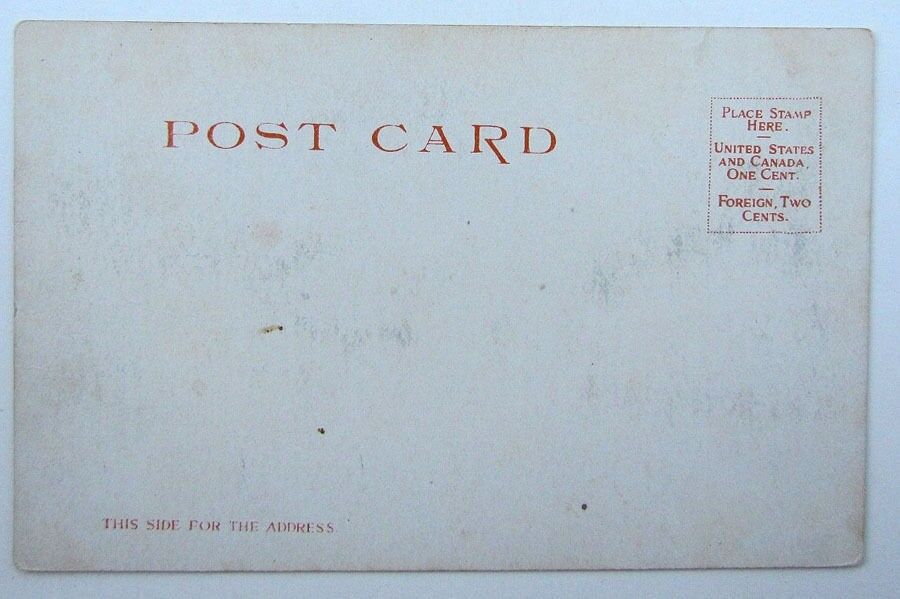 POST CARD
PLACE STAMP
HERE.
UNITED STATES
AND CANADA,
ONE CENT.
FOREIGN, TWO
CENTS.
THIS SIDE FOR THE ADDRESS